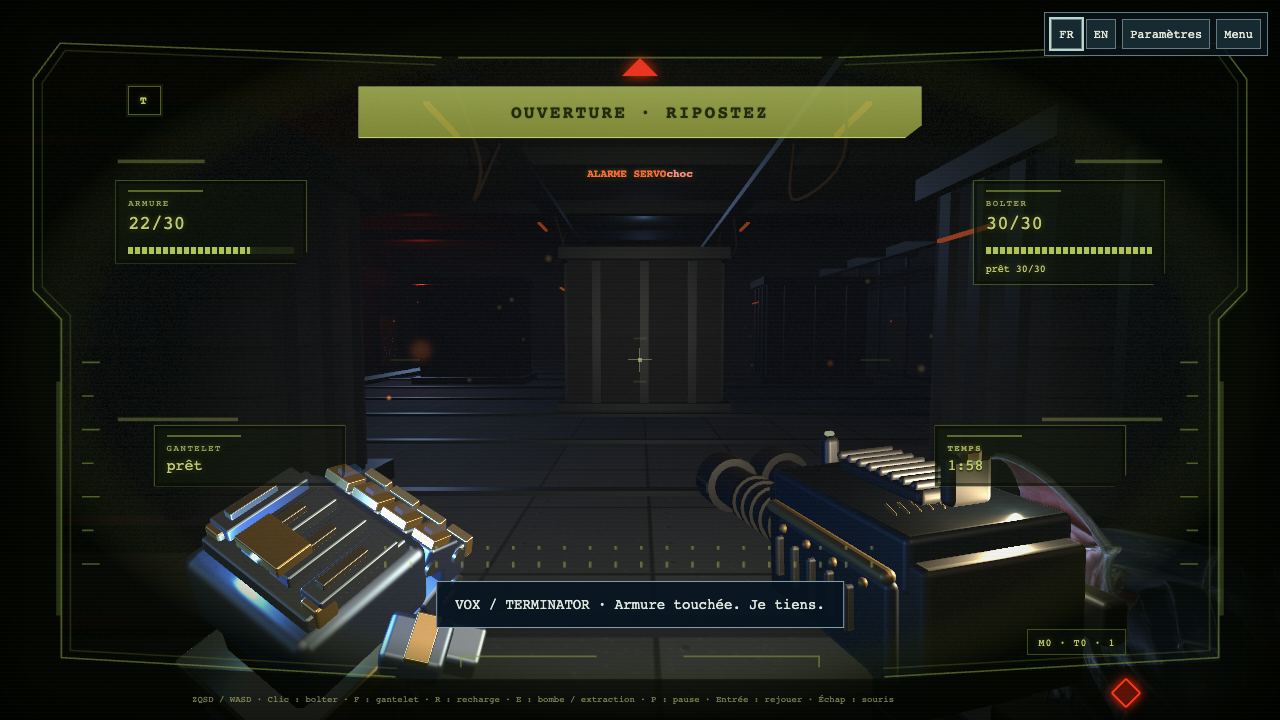 FR EN Paramètres Menu
T
OUVERTURE · RIPOSTEZ
ALARME SERVOchoc
ARMURE
22/30
BOLTER
30/30
prêt 30/30
GANTELET
prêt
TEMPS
1:58
VOX / TERMINATOR · Armure touchée. Je tiens.
M0 · T0 · 1
ZQSD / WASD · Clic : bolter · F : gantelet · R : recharge · E : bombe / extraction · P : pause · Entrée : rejouer · Échap : souris